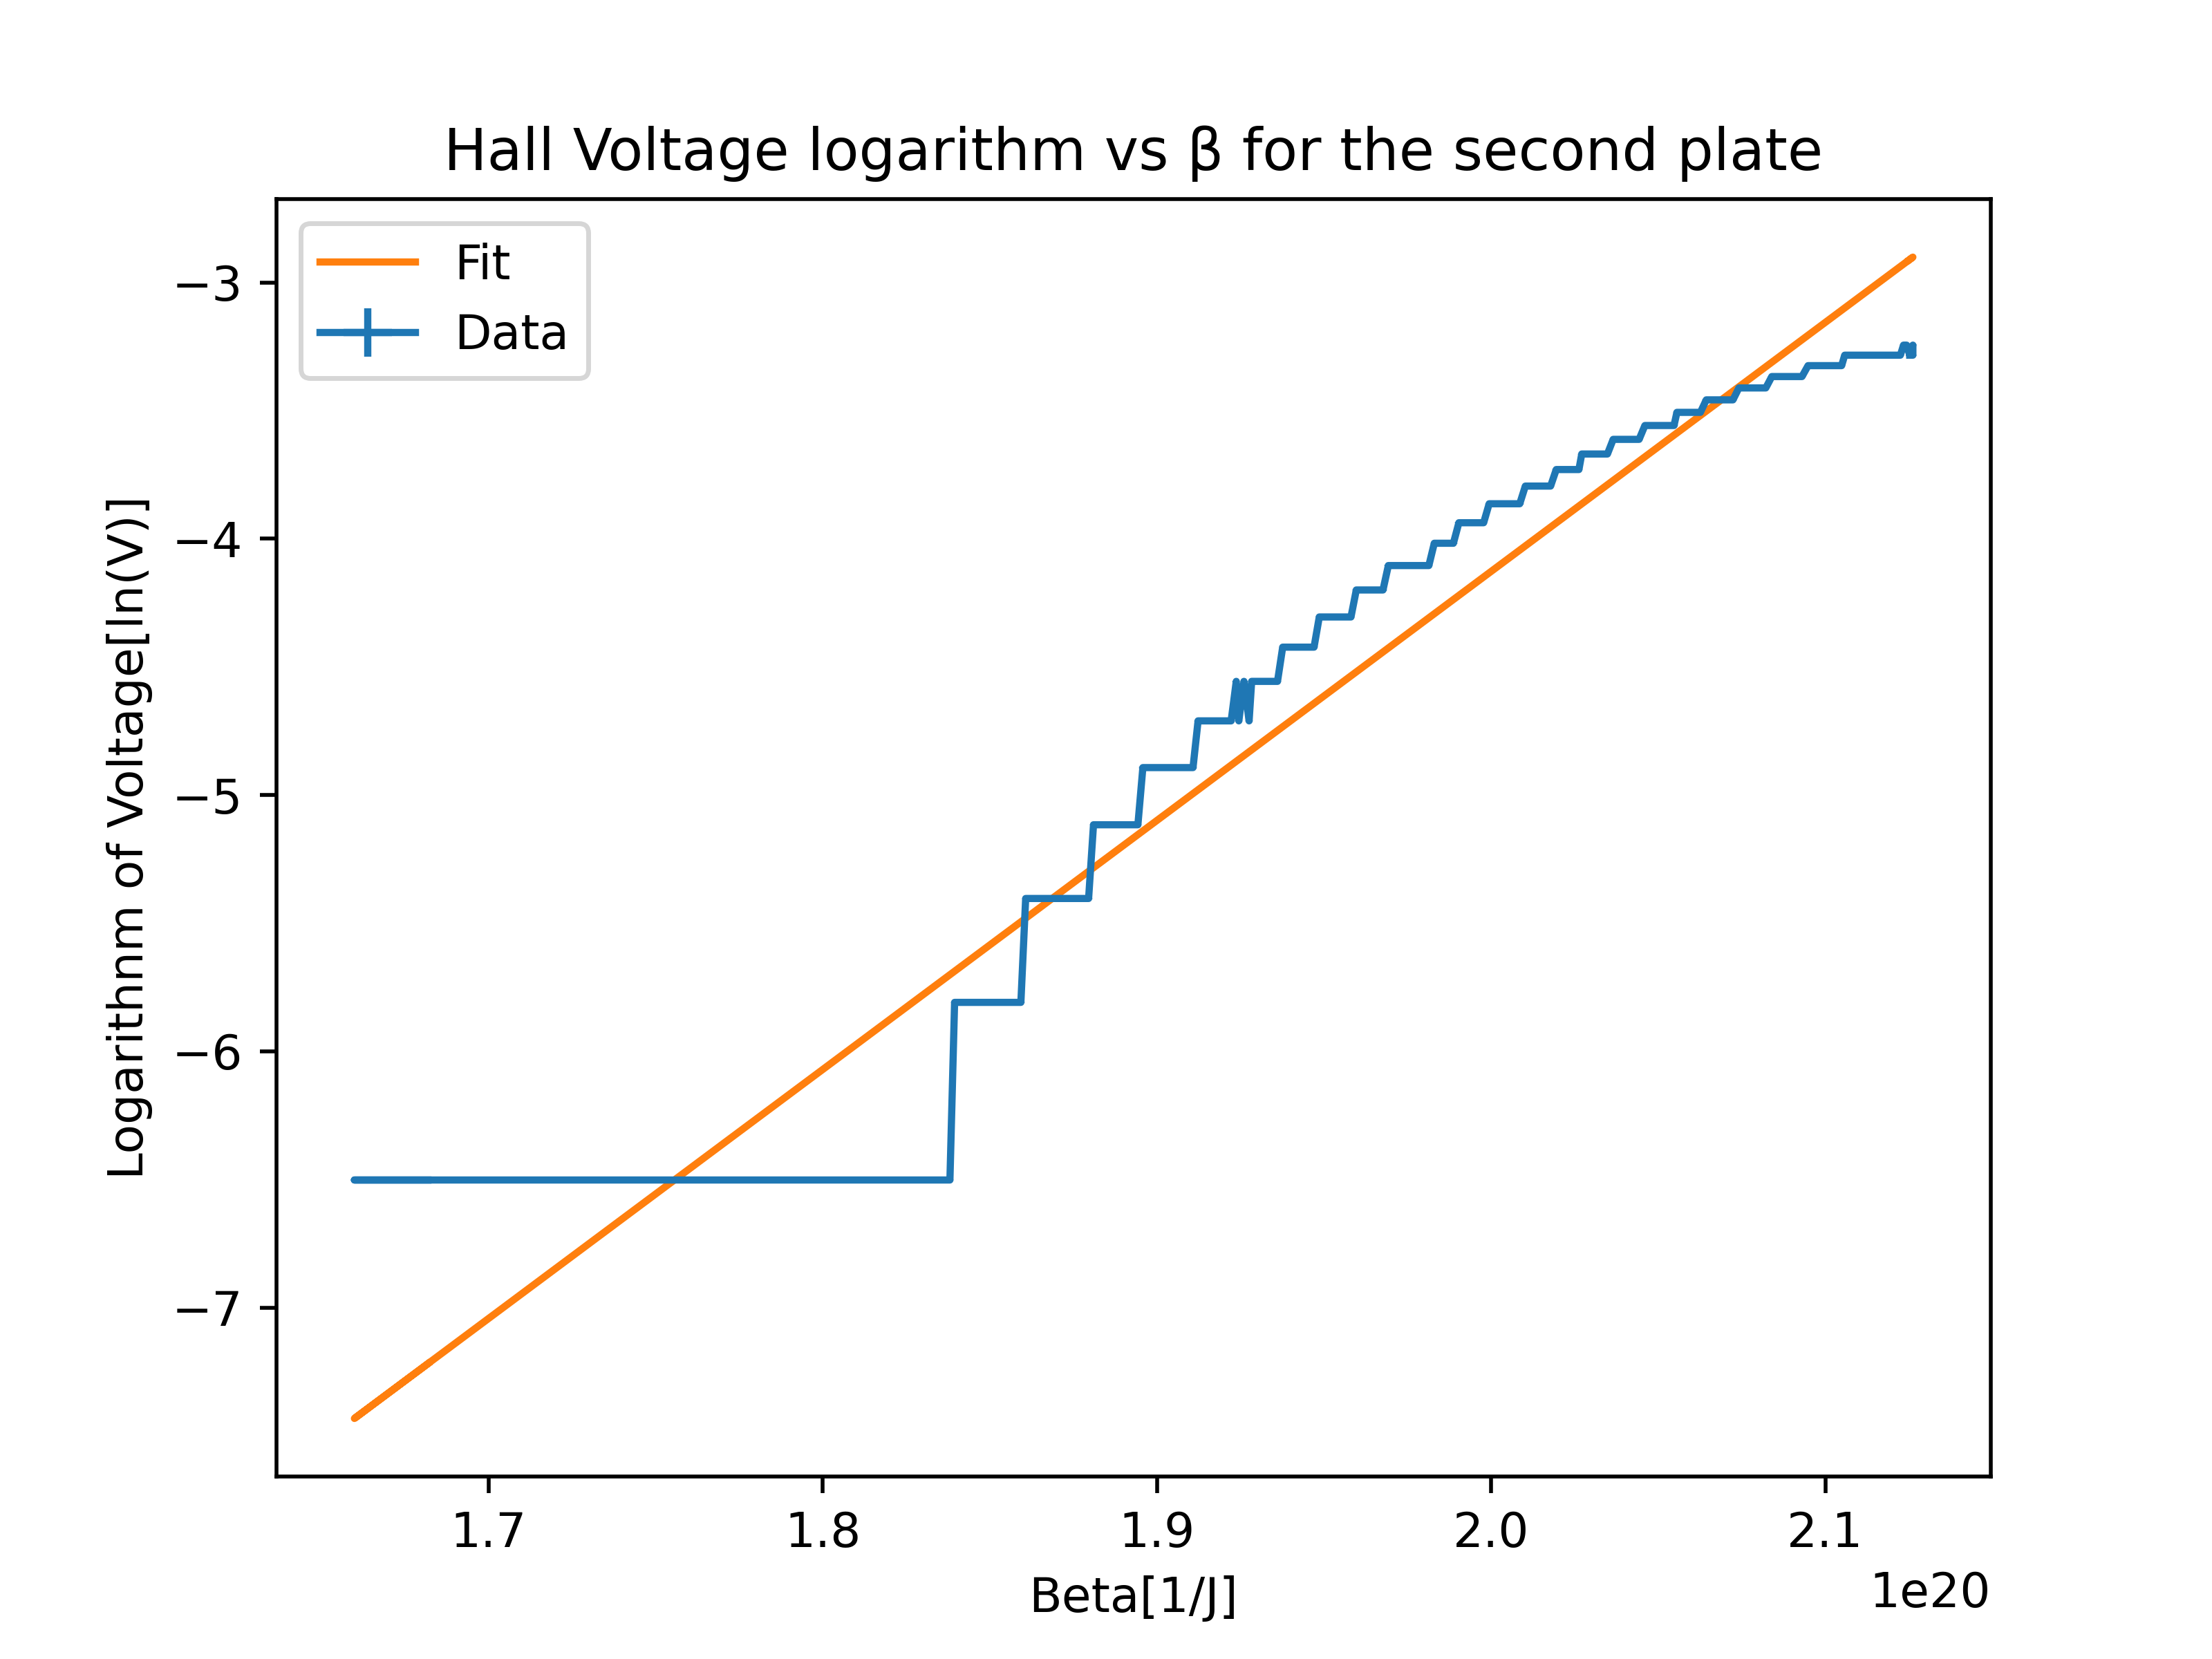 Hall Voltage logarithm vs β for the second plate
Fit
Data
−3
−4
−5
−6
−7
Logarithnm of Voltage[ln(V)]
1.7
1.8
1.9
2.0
2.1
1e20
Beta[1/J]